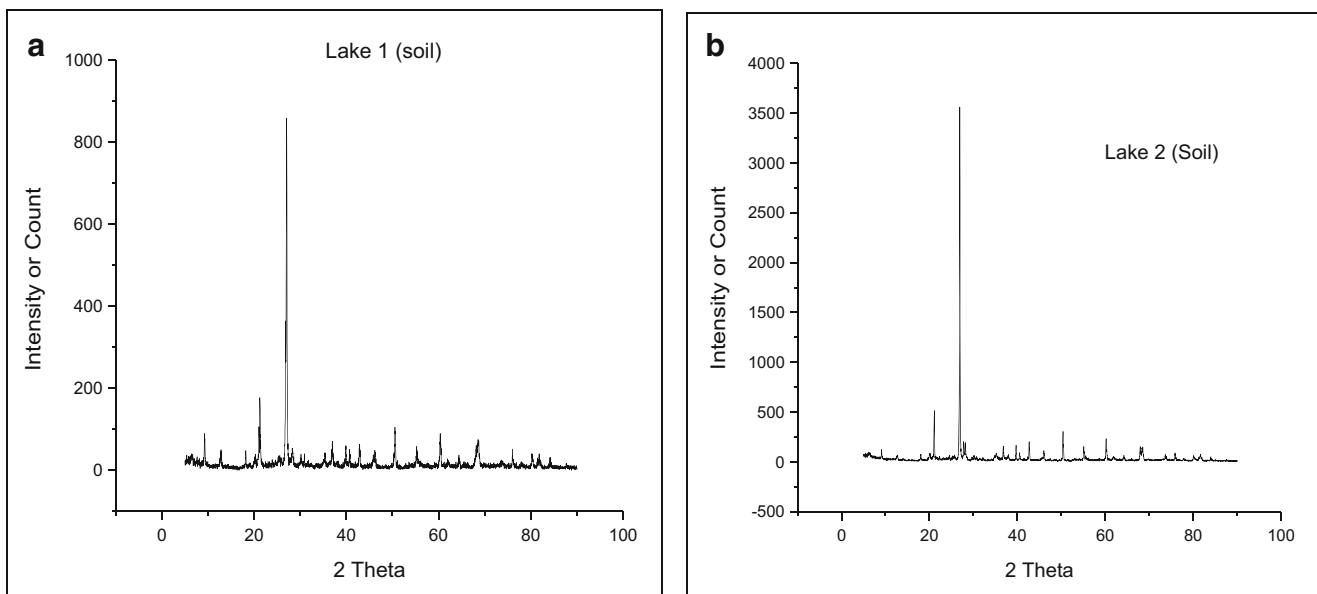 a
Lake 1 (soil)
1000
800
600
400
200
0
Intensity or Count
0 20 40 60 80 100
2 Theta
b
Lake 2 (Soil)
4000
3500
3000
2500
2000
1500
1000
500
0
-500
Intensity or Count
0 20 40 60 80 100
2 Theta